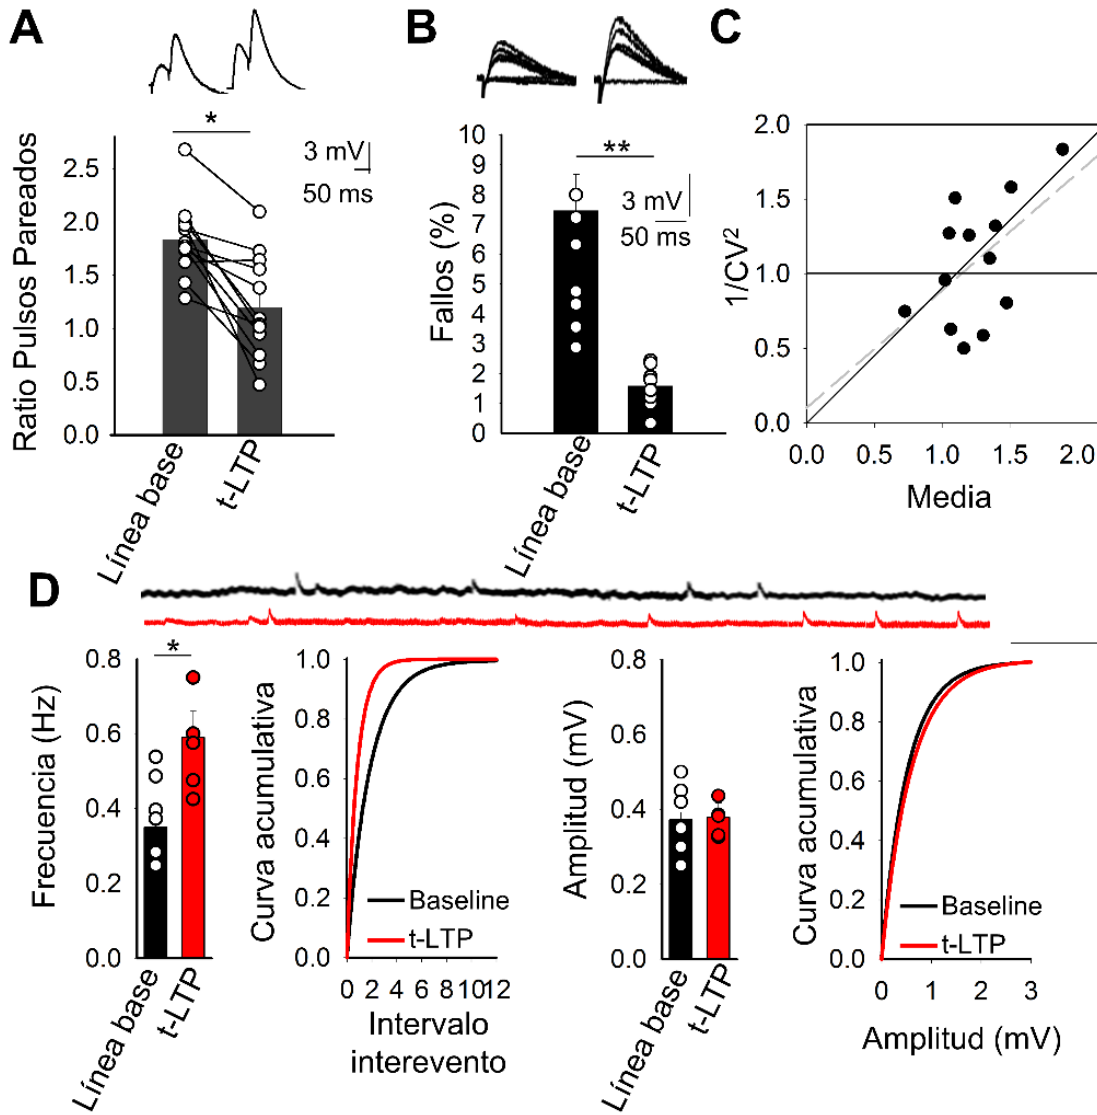 A
B
C
*
3 mV
50 ms
Ratio Pulsos Pareados
2.5
2.0
1.5
1.0
0.5
0.0
Línea base
t-LTP
**
3 mV
50 ms
Fallos (%)
10
9
8
7
6
5
4
3
2
1
0
Línea base
t-LTP
1/CV²
2.0
1.5
1.0
0.5
0.0
0.0 0.5 1.0 1.5 2.0
Media
D
*
Frecuencia (Hz)
0.8
0.6
0.4
0.2
0.0
Línea base
t-LTP
Curva acumulativa
1.0
0.8
0.6
0.4
0.2
0.0
Baseline
t-LTP
0 2 4 6 8 10 12
Intervalo
interevento
Amplitud (mV)
0.8
0.6
0.4
0.2
0.0
Línea base
t-LTP
Curva acumulativa
1.0
0.8
0.6
0.4
0.2
0.0
Baseline
t-LTP
0 1 2 3
Amplitud (mV)